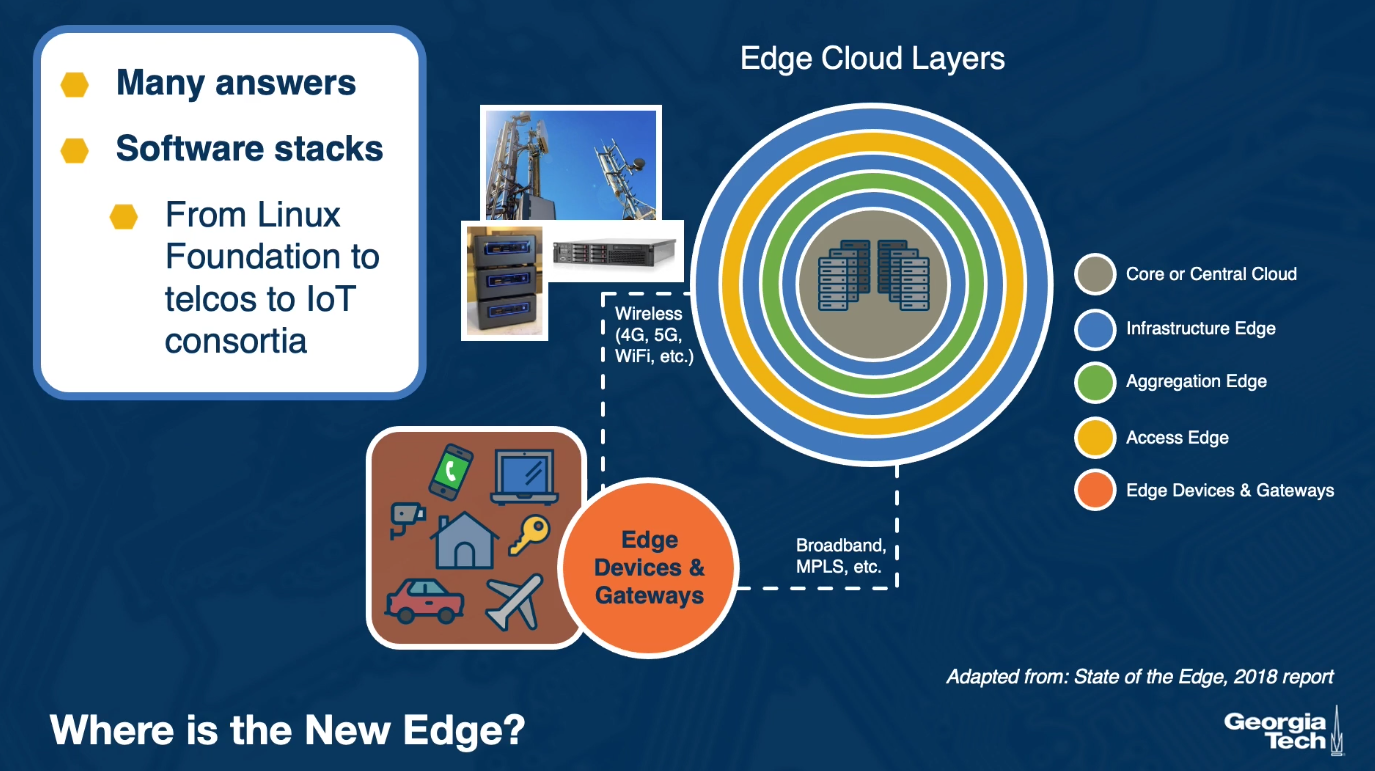 Many answers
Software stacks
From Linux
Foundation to
telcos to IoT
consortia
Edge Cloud Layers
Wireless
(4G, 5G,
WiFi, etc.)
Core or Central Cloud
Infrastructure Edge
Aggregation Edge
Access Edge
Edge Devices & Gateways
Edge
Devices &
Gateways
Broadband,
MPLS, etc.
Adapted from: State of the Edge, 2018 report
Where is the New Edge?
Georgia
Tech